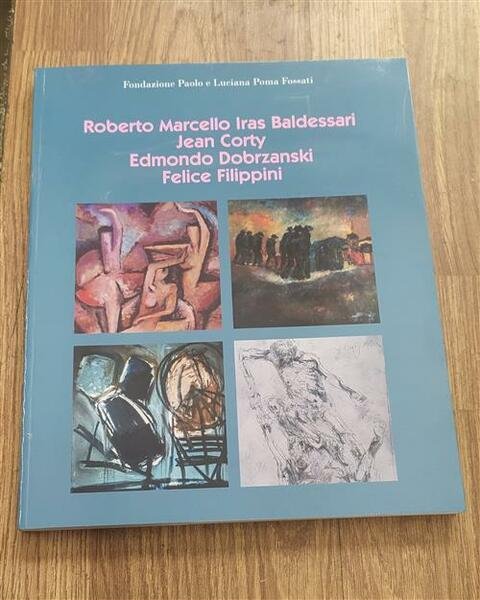 Fondazione Paolo e Luciana Poma Fossati
Roberto Marcello Iras Baldessari
Jean Corty
Edmondo Dobrzanski
Felice Filippini